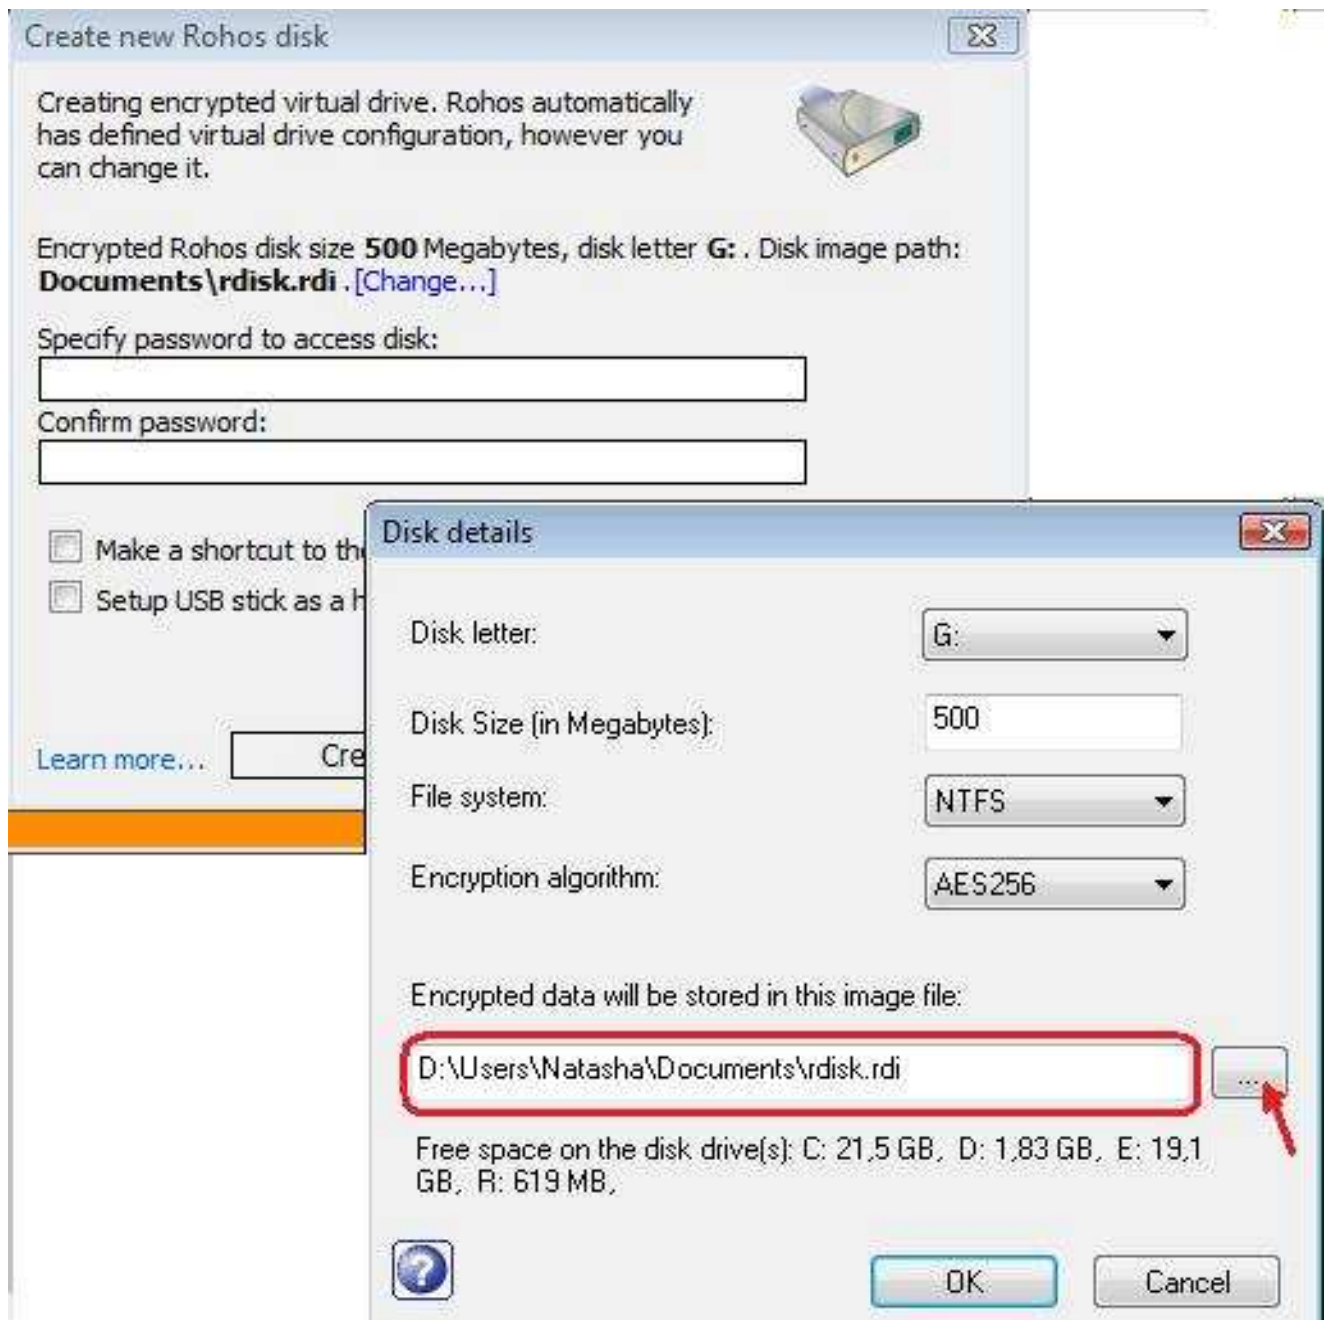 Create new Rohos disk
Creating encrypted virtual drive. Rohos automatically
has defined virtual drive configuration, however you
can change it.
Encrypted Rohos disk size 500 Megabytes, disk letter G: . Disk image path:
Documents\rdisk.rdi .[Change...]
Specify password to access disk:
Confirm password:
Make a shortcut to the
Setup USB stick as a h
Learn more...
Cre
Disk details
Disk letter:
G:
Disk Size (in Megabytes):
500
File system:
NTFS
Encryption algorithm:
AES256
Encrypted data will be stored in this image file:
D:\Users\Natasha\Documents\rdisk.rdi
...
Free space on the disk drive(s): C: 21,5 GB, D: 1,83 GB, E: 19,1
GB, R: 619 MB,
?
OK
Cancel